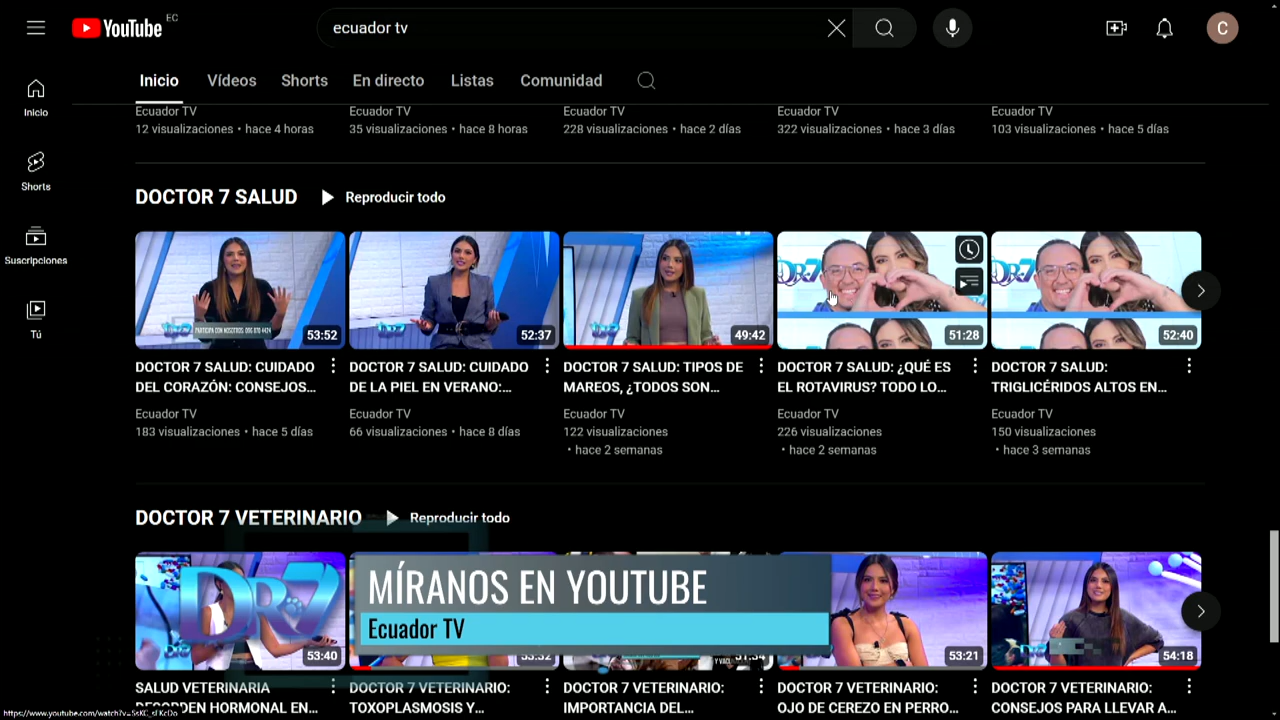 YouTube EC
ecuador tv
C
Inicio Vídeos Shorts En directo Listas Comunidad
Inicio
Shorts
Suscripciones
Tú
Ecuador TV Ecuador TV Ecuador TV Ecuador TV Ecuador TV
12 visualizaciones • hace 4 horas 35 visualizaciones • hace 8 horas 228 visualizaciones • hace 2 días 322 visualizaciones • hace 3 días 103 visualizaciones • hace 5 días
DOCTOR 7 SALUD Reproducir todo
PARTICIPA CON NOSOTROS:
53:52 52:37 49:42 51:28 52:40
DOCTOR 7 SALUD: CUIDADO DOCTOR 7 SALUD: CUIDADO DOCTOR 7 SALUD: TIPOS DE DOCTOR 7 SALUD: ¿QUÉ ES DOCTOR 7 SALUD:
DEL CORAZÓN: CONSEJOS... DE LA PIEL EN VERANO:... MAREOS, ¿TODOS SON... EL ROTAVIRUS? TODO LO... TRIGLICÉRIDOS ALTOS EN...
Ecuador TV Ecuador TV Ecuador TV Ecuador TV Ecuador TV
183 visualizaciones • hace 5 días 66 visualizaciones • hace 8 días 122 visualizaciones 226 visualizaciones 150 visualizaciones
• hace 2 semanas • hace 2 semanas • hace 3 semanas
DOCTOR 7 VETERINARIO Reproducir todo
DR7
MÍRANOS EN YOUTUBE
Ecuador TV
53:40 53:21 54:18
SALUD VETERINARIA DOCTOR 7 VETERINARIO: DOCTOR 7 VETERINARIO: DOCTOR 7 VETERINARIO: DOCTOR 7 VETERINARIO:
DESORDEN HORMONAL EN... TOXOPLASMOSIS Y... IMPORTANCIA DEL... OJO DE CEREZO EN PERRO... CONSEJOS PARA LLEVAR A...